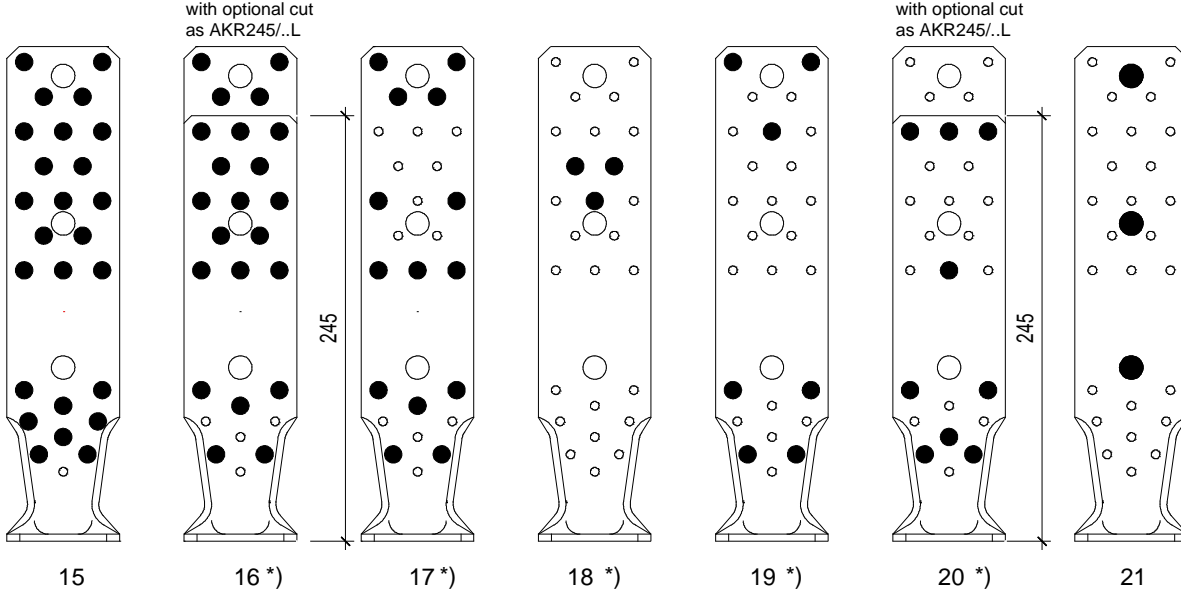 with optional cut
as AKR245/..L
with optional cut
as AKR245/..L
245
245
15
16 *)
17 *)
18 *)
19 *)
20 *)
21